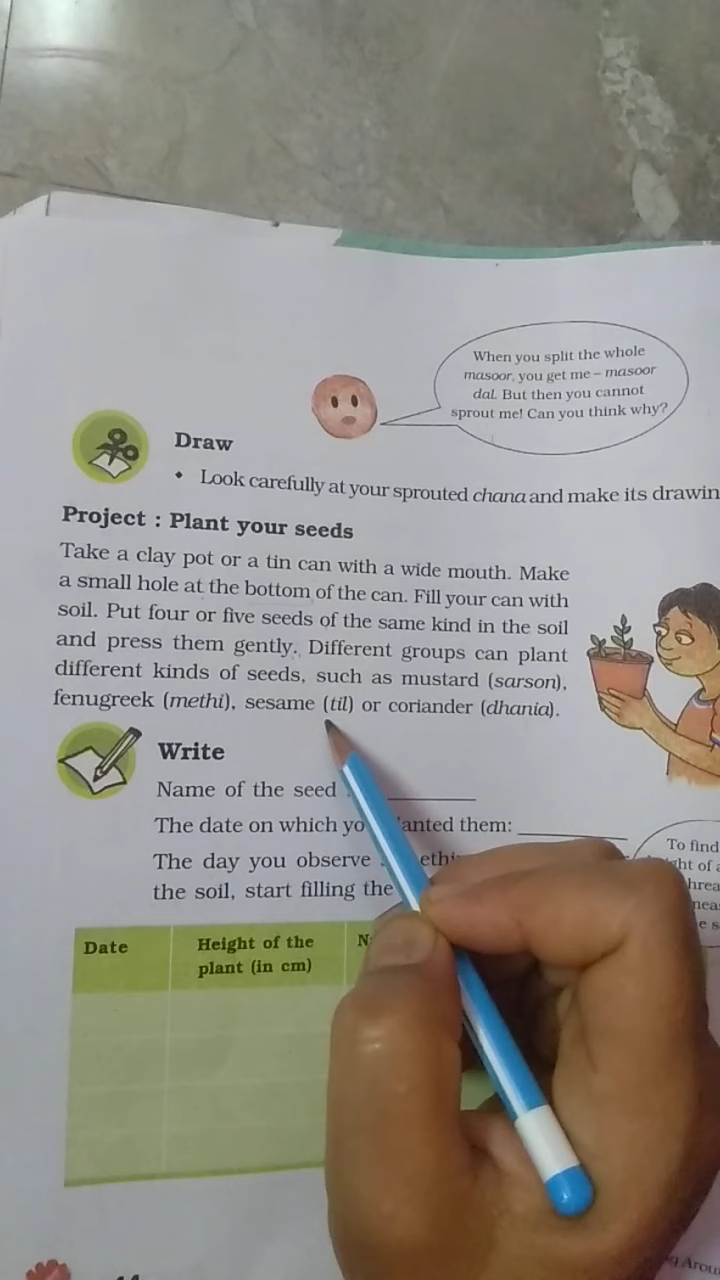 When you split the whole
masoor, you get me – masoor
dal. But then you cannot
sprout me! Can you think why?
Draw
• Look carefully at your sprouted chana and make its drawin
Project : Plant your seeds
Take a clay pot or a tin can with a wide mouth. Make
a small hole at the bottom of the can. Fill your can with
soil. Put four or five seeds of the same kind in the soil
and press them gently. Different groups can plant
different kinds of seeds, such as mustard (sarson),
fenugreek (methi), sesame (til) or coriander (dhania).
Write
Name of the seed
The date on which yo anted them:
The day you observe ethi
the soil, start filling the
To find
ht of a
hrea
mea
e s
Date
Height of the
plant (in cm)
N